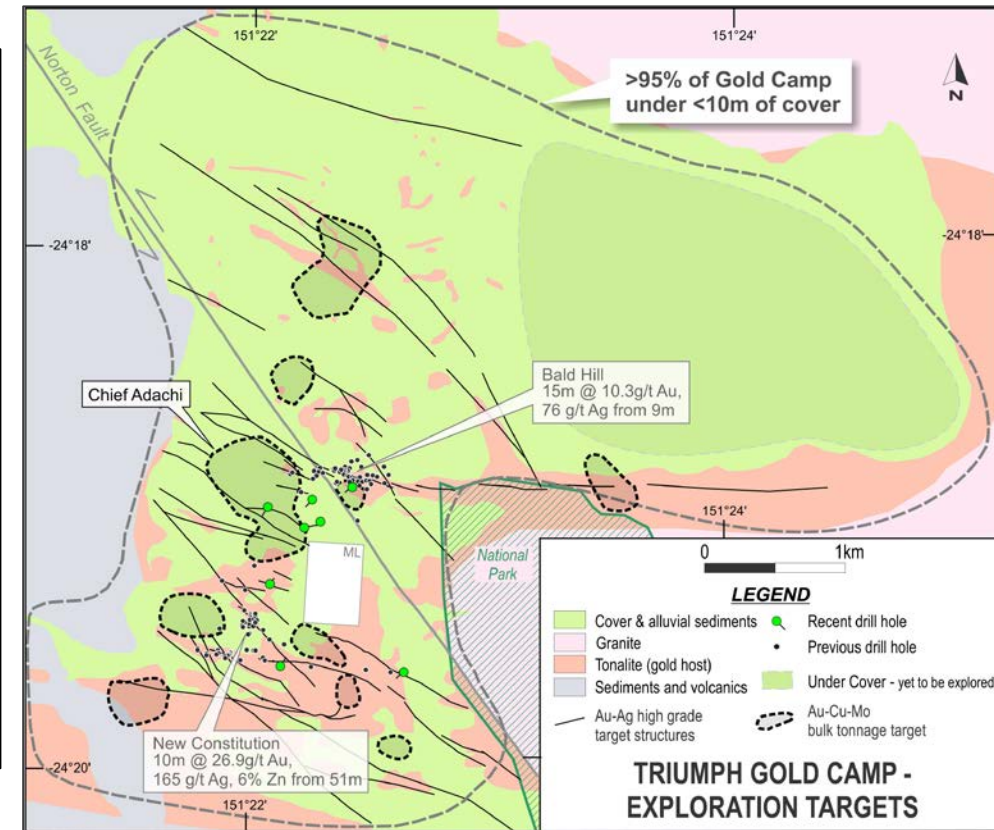 151°22'
151°24'
Norton Fault
>95% of Gold Camp
under <10m of cover
N
-24°18'
-24°18'
Bald Hill
15m @ 10.3g/t Au,
76 g/t Ag from 9m
Chief Adachi
151°24'
ML
National
Park
0 1km
LEGEND
Cover & alluvial sediments
Granite
Tonalite (gold host)
Sediments and volcanics
Au-Ag high grade
target structures
Recent drill hole
Previous drill hole
Under Cover - yet to be explored
Au-Cu-Mo
bulk tonnage
target
New Constitution
10m @ 26.9g/t Au,
165 g/t Ag, 6% Zn from 51m
-24°20'
151°22'
TRIUMPH GOLD CAMP -
EXPLORATION TARGETS